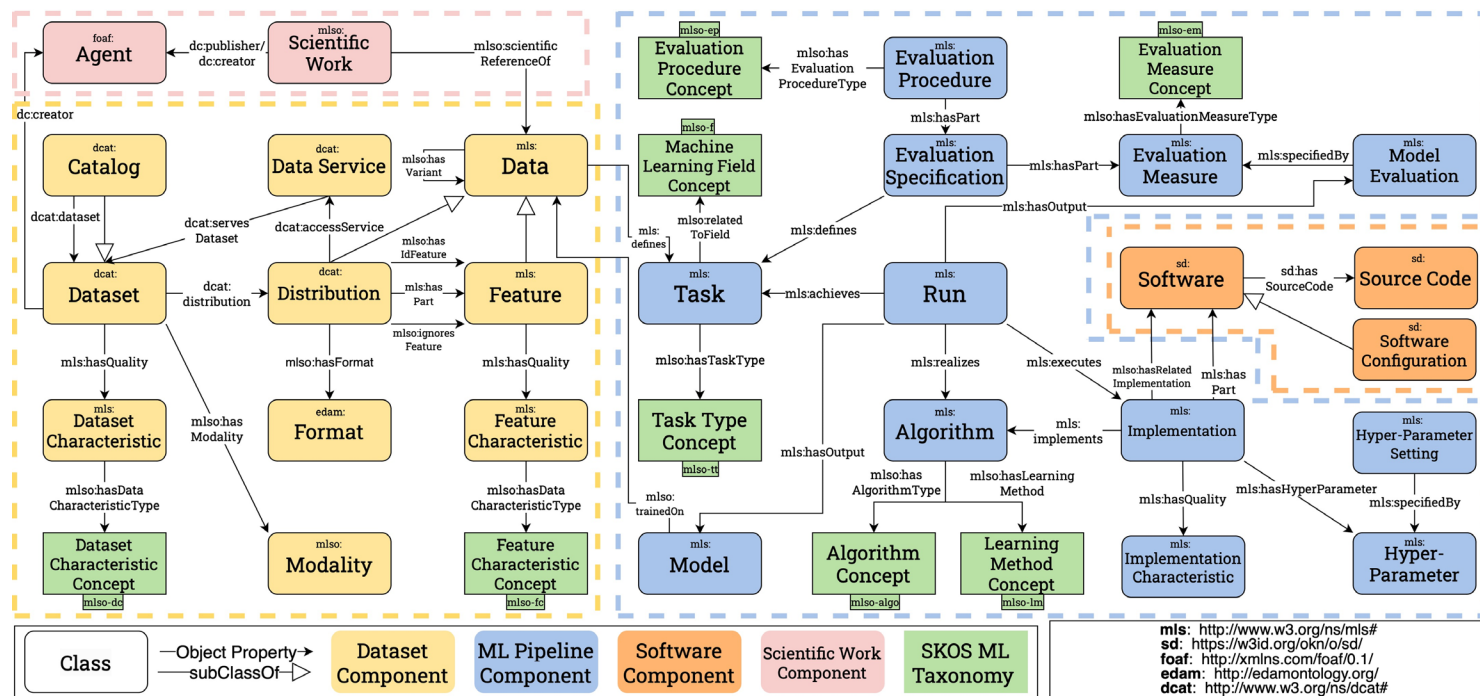 foaf:
Agent
dc:publisher/
dc:creator
mlso:
Scientific
Work
mlso:scientific
ReferenceOf
dc:creator
dcat:
Catalog
dcat:
Data Service
mlso:has
Variant
mls:
Data
dcat:dataset
dcat:serves
Dataset
dcat:accessService
mlso:has
IdFeature
dcat:
Dataset
dcat:
distribution
dcat:
Distribution
mls:has
Part
mls:
Feature
mlso:ignores
Feature
mls:hasQuality
mlso:hasFormat
mls:hasQuality
mlso:has
Modality
mls:
Dataset
Characteristic
edam:
Format
mls:
Feature
Characteristic
mlso:hasData
CharacteristicType
mlso:hasData
CharacteristicType
Dataset
Characteristic
Concept
mlso-dc
mlso:
Modality
Feature
Characteristic
Concept
mlso-fc
mlso-ep
Evaluation
Procedure
Concept
mlso:has
Evaluation
ProcedureType
mls:
Evaluation
Procedure
mlso-em
Evaluation
Measure
Concept
mls:hasPart
mlso:hasEvaluationMeasureType
mlso-f
Machine
Learning Field
Concept
mls:
Evaluation
Specification
mls:hasPart
mls:
Evaluation
Measure
mls:specifiedBy
mls:
Model
Evaluation
mls:hasOutput
mlso:related
ToField
mls:defines
mls:
defines
mls:
Task
mls:achieves
mls:
Run
sd:
Software
sd:has
SourceCode
sd:
Source Code
sd:
Software
Configuration
mlso:hasTaskType
mls:realizes
mls:executes
mlso:hasRelated
Implementation
mls:has
Part
Task Type
Concept
mlso-tt
mls:
Algorithm
mls:
implements
mls:
Implementation
mls:
Hyper-Parameter
Setting
mls:hasOutput
mlso:has
AlgorithmType
mlso:hasLearning
Method
mls:hasQuality
mls:hasHyperParameter
mls:specifiedBy
mlso:
trainedOn
mls:
Model
Algorithm
Concept
mlso-algo
Learning
Method
Concept
mlso-lm
mls:
Implementation
Characteristic
mls:
Hyper-
Parameter
Class
Object Property
subClassOf
Dataset
Component
ML Pipeline
Component
Software
Component
Scientific Work
Component
SKOS ML
Taxonomy
mls: http://www.w3.org/ns/mls#
sd: https://w3id.org/okn/o/sd/
foaf: http://xmlns.com/foaf/0.1/
edam: http://edamontology.org/
dcat: http://www.w3.org/ns/dcat#